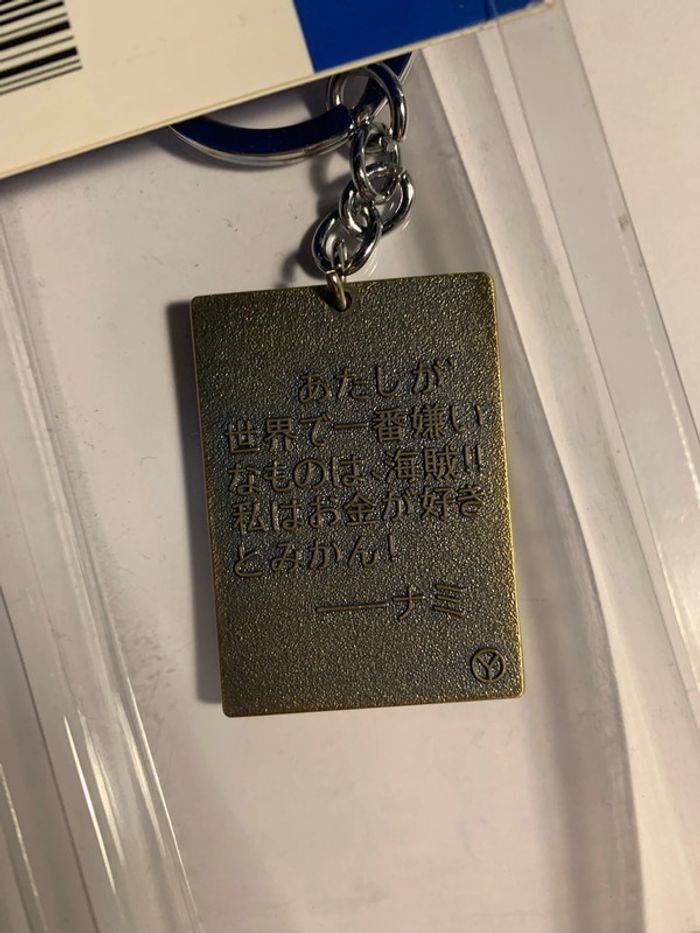 あたしが
世界で一番嫌い
なものは、海賊!!
私はお金が好き
とみかん!
——ナミ